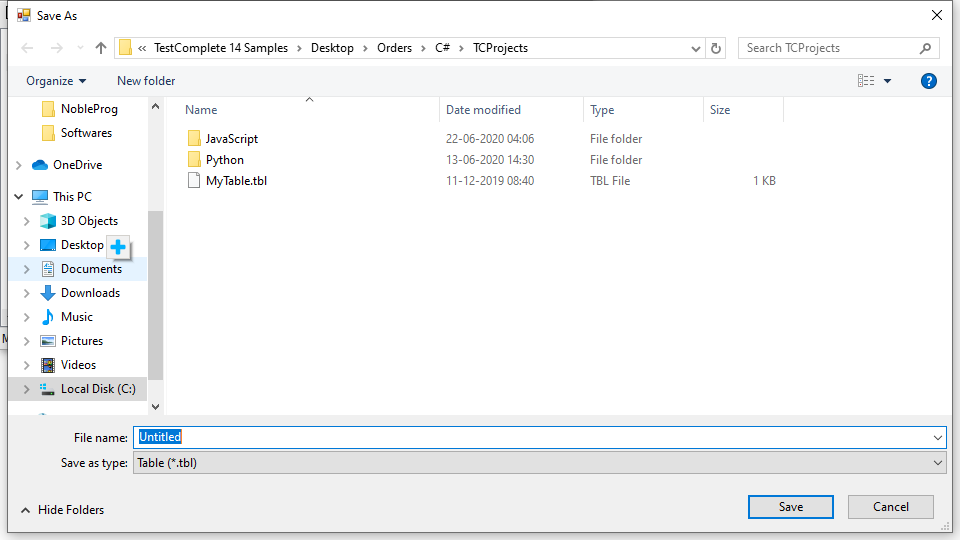 Save As
« TestComplete 14 Samples > Desktop > Orders > C# > TCProjects
Search TCProjects
Organize
New folder
?
Name
Date modified
Type
Size
NobleProg
Softwares
OneDrive
This PC
3D Objects
Desktop
Documents
Downloads
Music
Pictures
Videos
Local Disk (C:)
JavaScript 22-06-2020 04:06 File folder
Python 13-06-2020 14:30 File folder
MyTable.tbl 11-12-2019 08:40 TBL File 1 KB
File name: Untitled
Save as type: Table (*.tbl)
Hide Folders
Save
Cancel